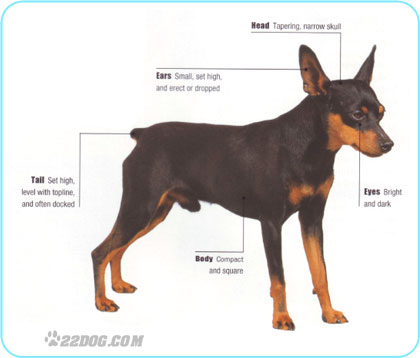 Head Tapering, narrow skull
Ears Small, set high,
and erect or dropped
Tail Set high,
level with topline,
and often docked
Eyes Bright
and dark
Body Compact
and square
22DOG.COM